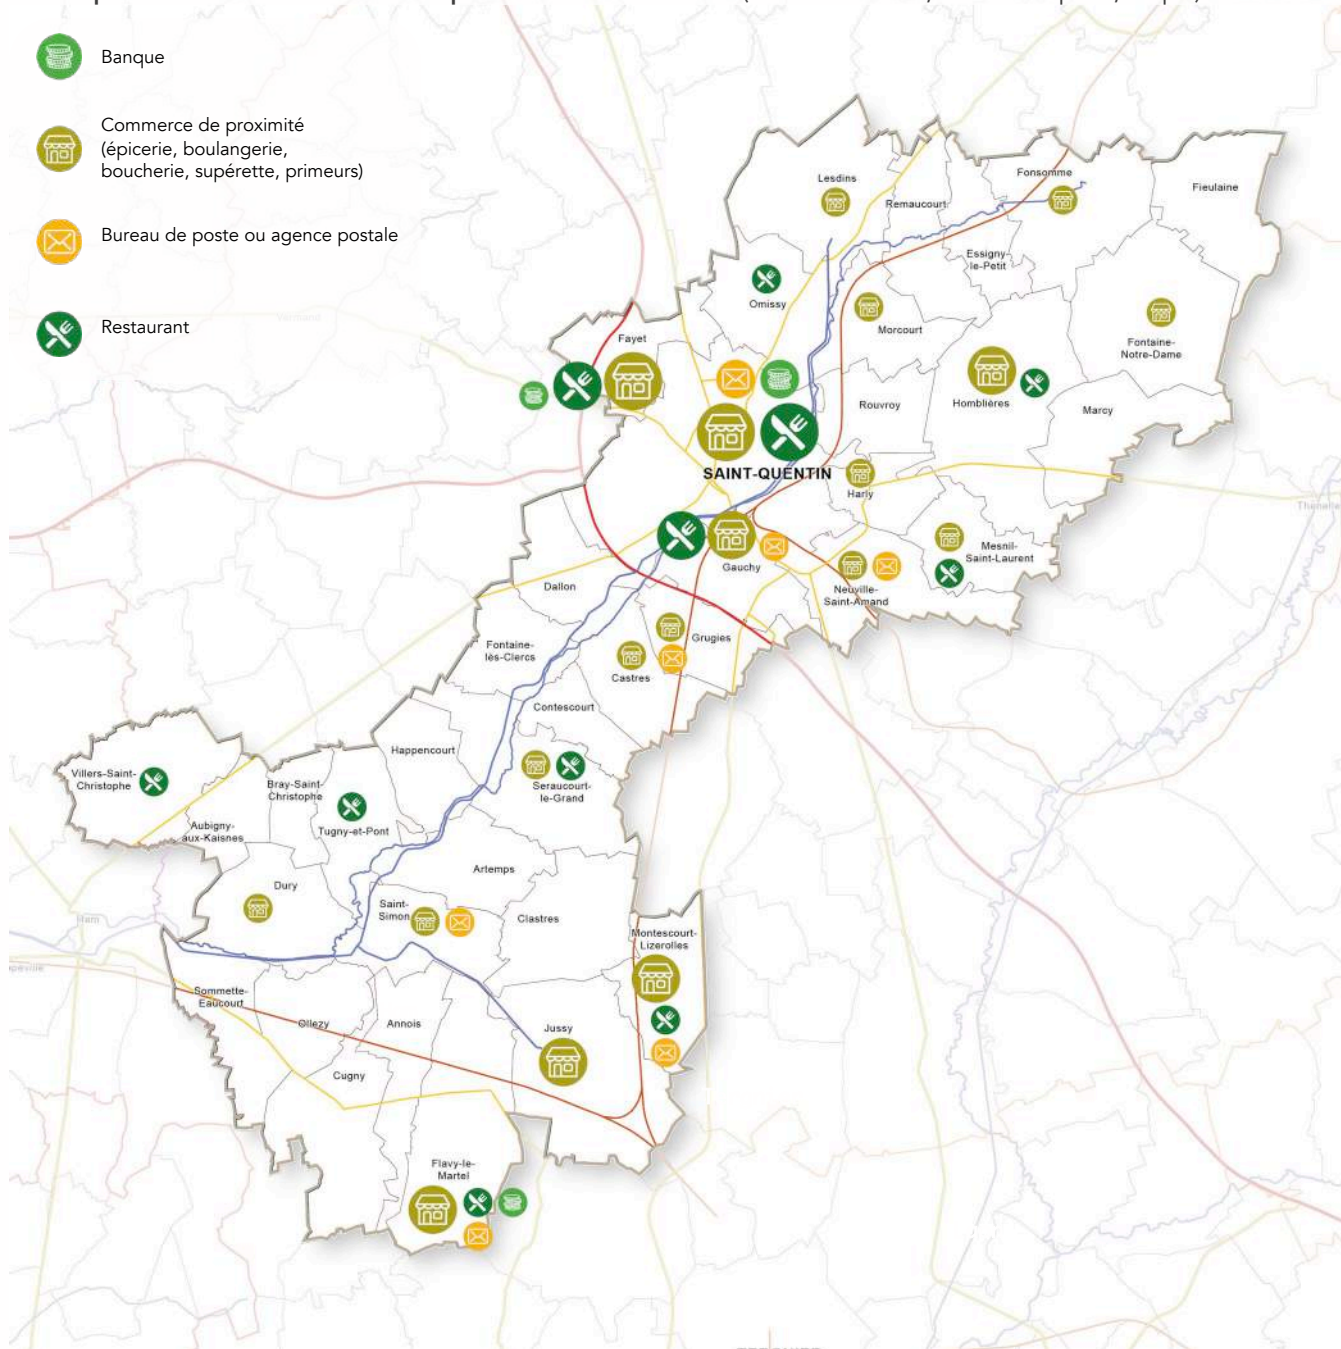 Banque
Commerce de proximité
(épicerie, boulangerie,
boucherie, supérette, primeurs)
Bureau de poste ou agence postale
Restaurant
Lesdins
Fonsomme
Fieulaine
Remaucourt
Essigny-
le-Petit
Omissy
Morcourt
Fontaine-
Notre-Dame
Fayet
Homblières
Rouvroy
Marcy
SAINT-QUENTIN
Harly
Mesnil-
Saint-Laurent
Gauchy
Dallon
Neuville-
Saint-Amand
Grugies
Fontaine-
lès-Clercs
Castres
Contescourt
Happencourt
Villers-Saint-
Christophe
Bray-Saint-
Christophe
Seraucourt-
le-Grand
Aubigny-
aux-Kaisnes
Tugny-et-Pont
Artemps
Dury
Saint-
Simon
Clastres
Ham
Montescourt-
Lizerolles
Sommette-
Eaucourt
Ollezy
Annois
Jussy
Cugny
Flavy-le-
Martel